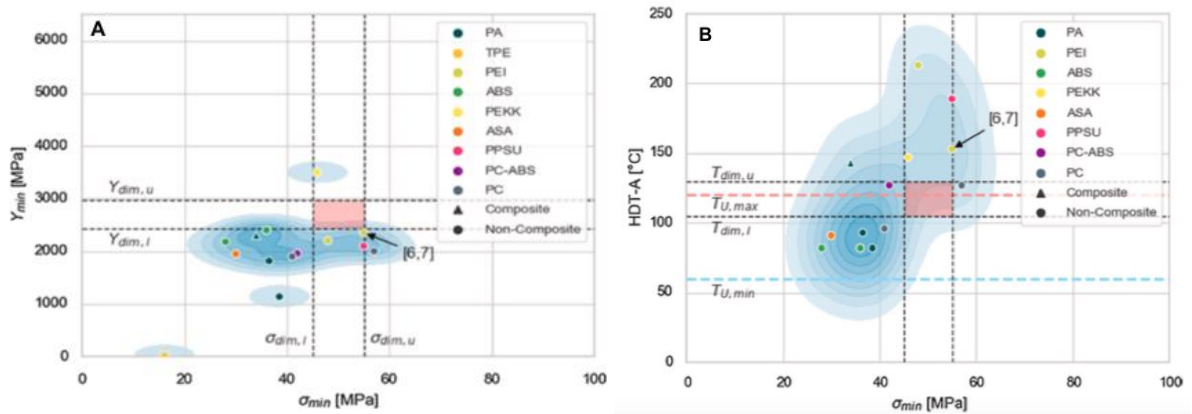 A
6000
5000
4000
3000
2000
1000
0
Y_min [MPa]
Y_dim,u
Y_dim,l
σ_dim,l
σ_dim,u
[6,7]
PA
TPE
PEI
ABS
PEKK
ASA
PPSU
PC-ABS
PC
Composite
Non-Composite
0 20 40 60 80 100
σ_min [MPa]
B
250
200
150
100
50
0
HDT-A [°C]
T_dim,u
T_U,max
T_dim,l
T_U,min
[6,7]
PA
PEI
ABS
PEKK
ASA
PPSU
PC-ABS
PC
Composite
Non-Composite
0 20 40 60 80 100
σ_min [MPa]